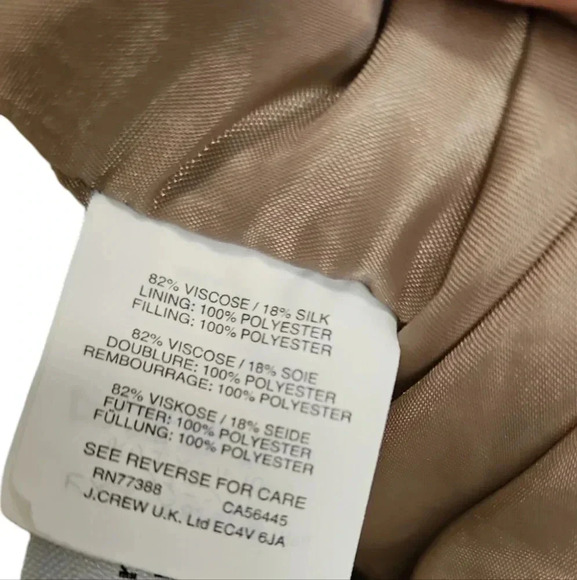 82% VISCOSE / 18% SILK
LINING: 100% POLYESTER
FILLING: 100% POLYESTER
82% VISCOSE / 18% SOIE
DOUBLURE: 100% POLYESTER
REMBOURRAGE: 100% POLYESTER
82% VISKOSE / 18% SEIDE
FUTTER: 100% POLYESTER
FÜLLUNG: 100% POLYESTER
SEE REVERSE FOR CARE
RN77388 CA56445
J.CREW U.K. Ltd EC4V 6JA